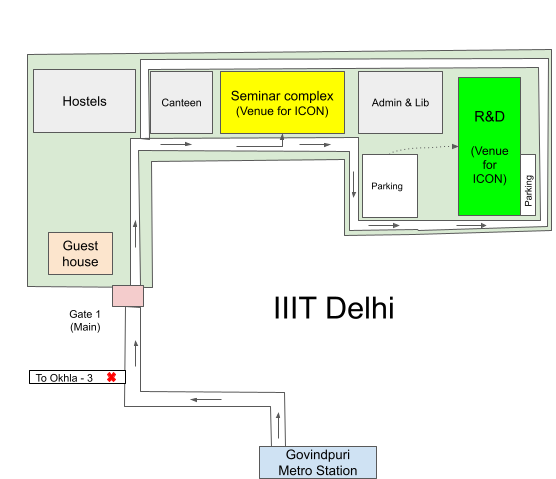 Hostels
Canteen
Seminar complex
(Venue for ICON)
Admin & Lib
R&D
(Venue
for
ICON)
Parking
Parking
Guest
house
Gate 1
(Main)
IIIT Delhi
To Okhla - 3
Govindpuri
Metro Station